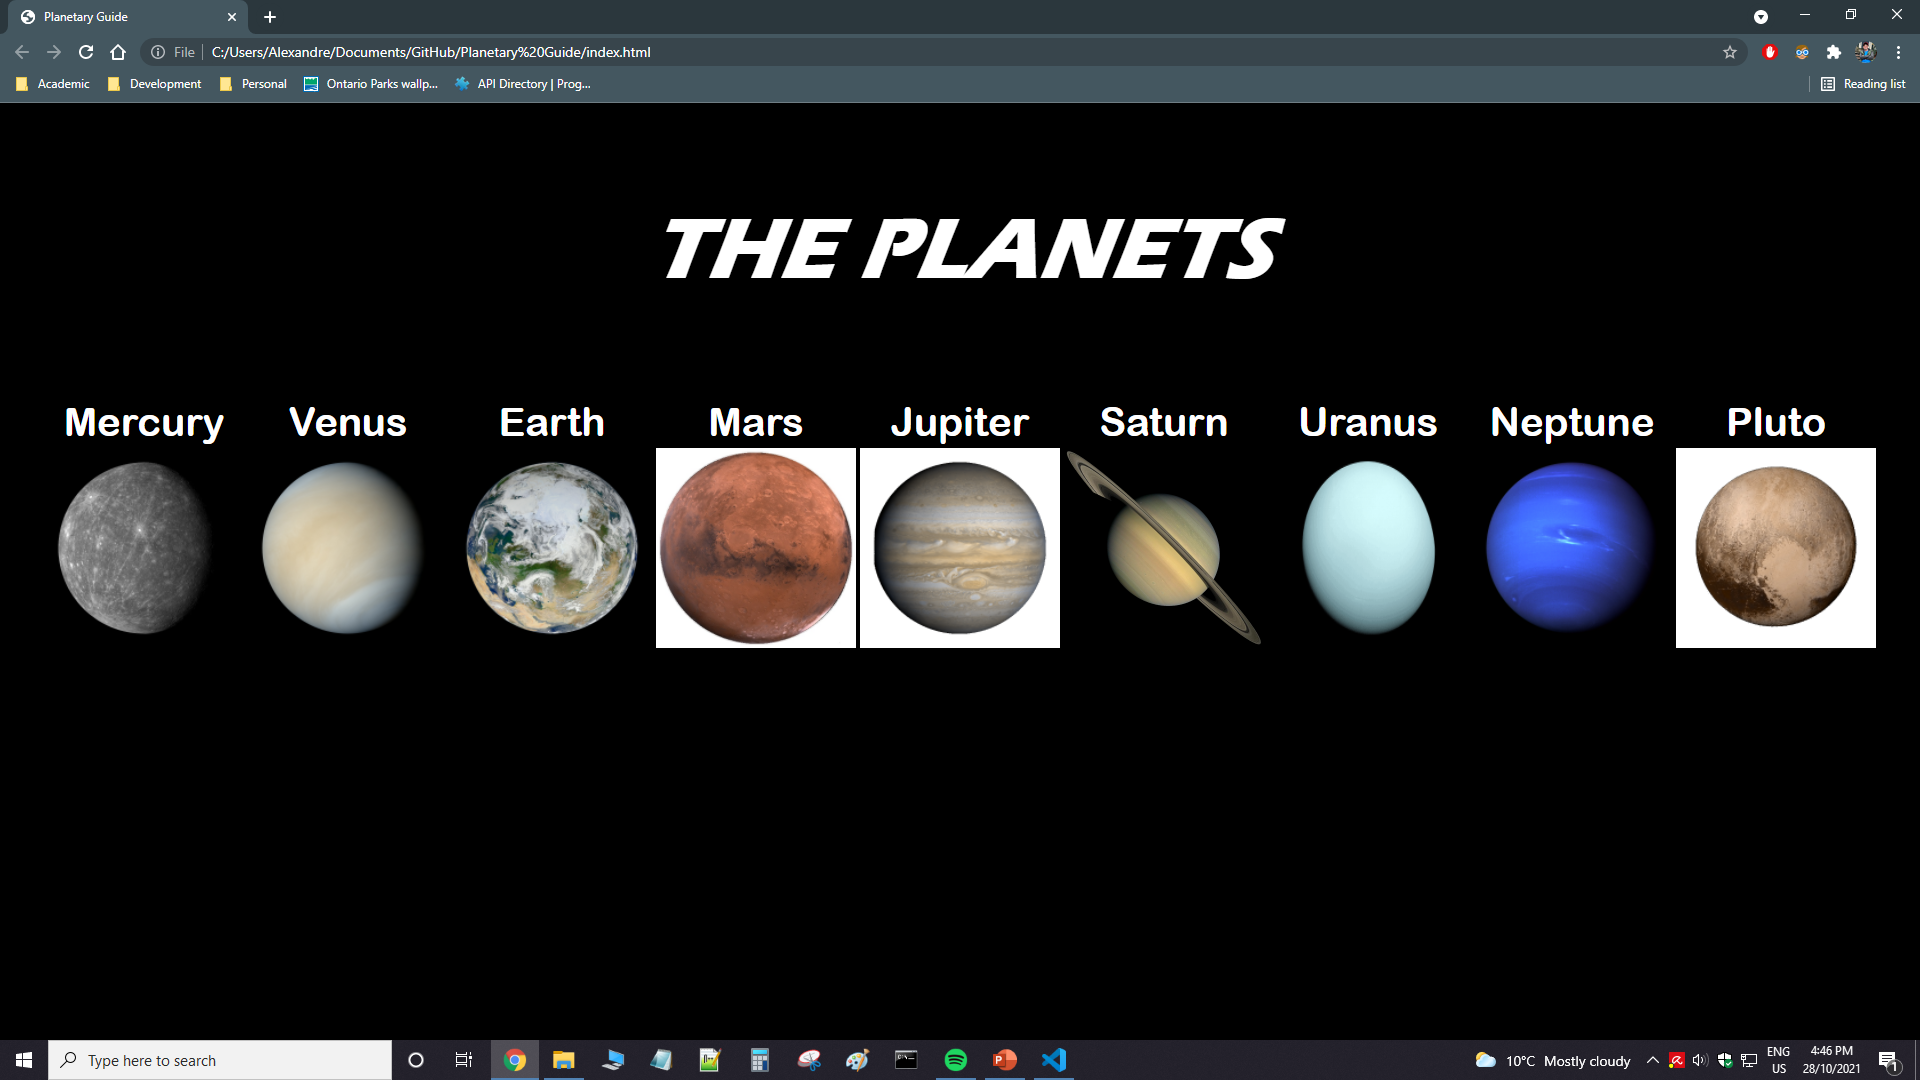 Planetary Guide
File C:/Users/Alexandre/Documents/GitHub/Planetary%20Guide/index.html
Academic Development Personal Ontario Parks wallp... API Directory | Prog... Reading list
THE PLANETS
Mercury Venus Earth Mars Jupiter Saturn Uranus Neptune Pluto
Type here to search
10°C Mostly cloudy
ENG
US
4:46 PM
28/10/2021
1